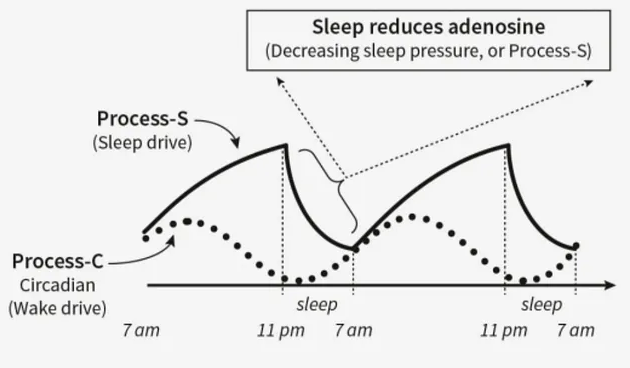 Sleep reduces adenosine
(Decreasing sleep pressure, or Process-S)
Process-S
(Sleep drive)
Process-C
Circadian
(Wake drive)
sleep
sleep
7 am
11 pm
7 am
11 pm
7 am